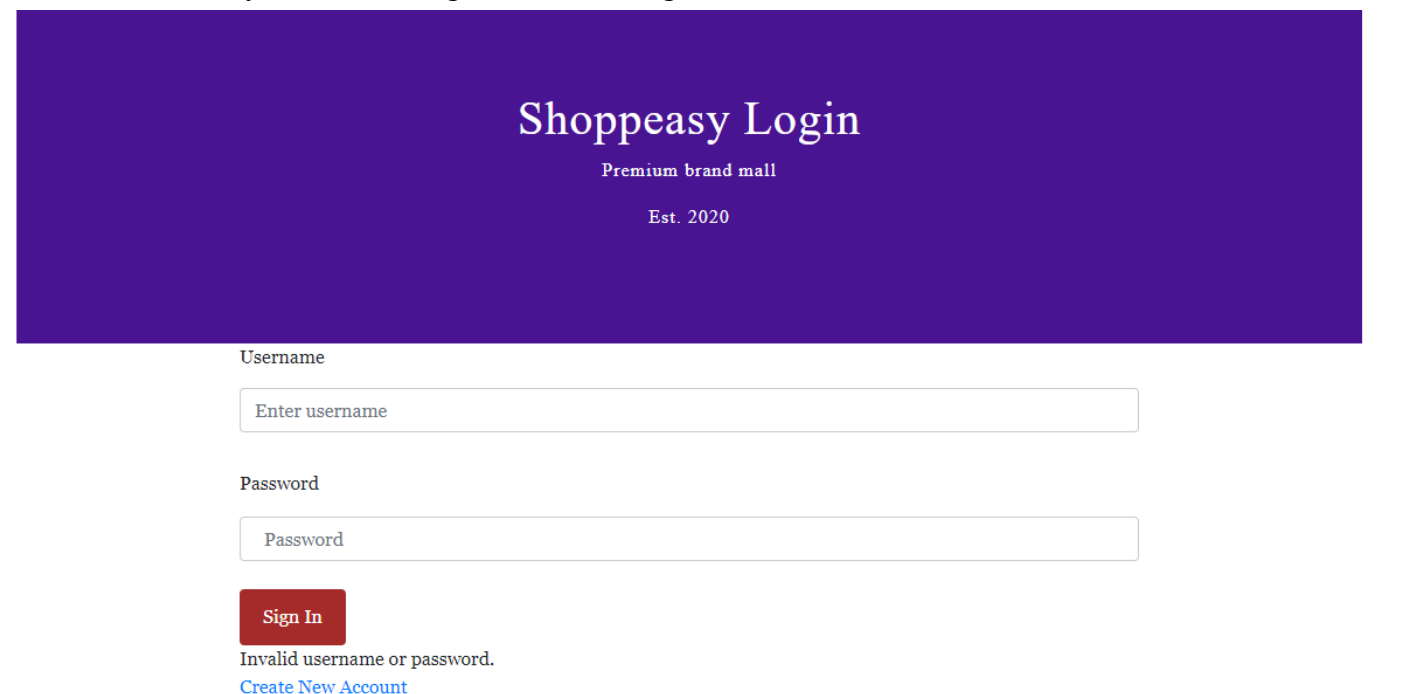 Shoppeasy Login
Premium brand mall
Est. 2020
Username
Enter username
Password
Password
Sign In
Invalid username or password.
Create New Account